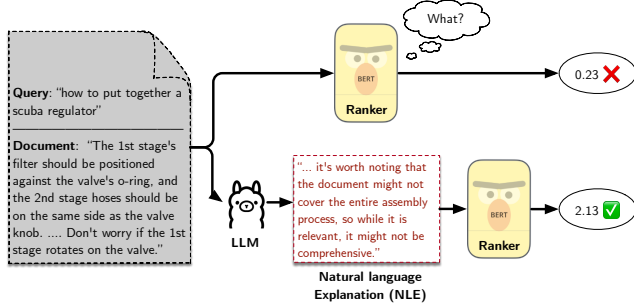 What?
BERT
Ranker
0.23
Query: “how to put together a
scuba regulator”
Document: “The 1st stage's
filter should be positioned
against the valve's o-ring, and
the 2nd stage hoses should be
on the same side as the valve
knob. .... Don't worry if the 1st
stage rotates on the valve.”
LLM
“... it's worth noting that
the document might not
cover the entire assembly
process, so while it is
relevant, it might not be
comprehensive.”
Natural language
Explanation (NLE)
BERT
Ranker
2.13